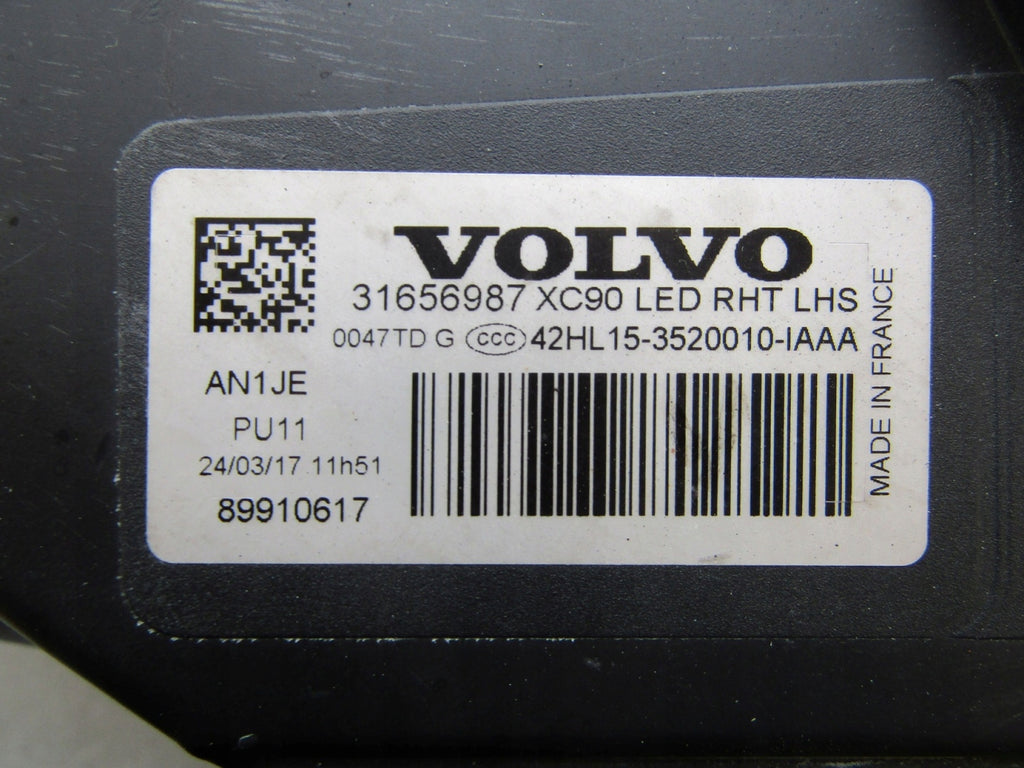 VOLVO
31656987 XC90 LED RHT LHS
0047TD G CCC 42HL15-3520010-IAAA
AN1JE
PU11
24/03/17 11h51
89910617
MADE IN FRANCE